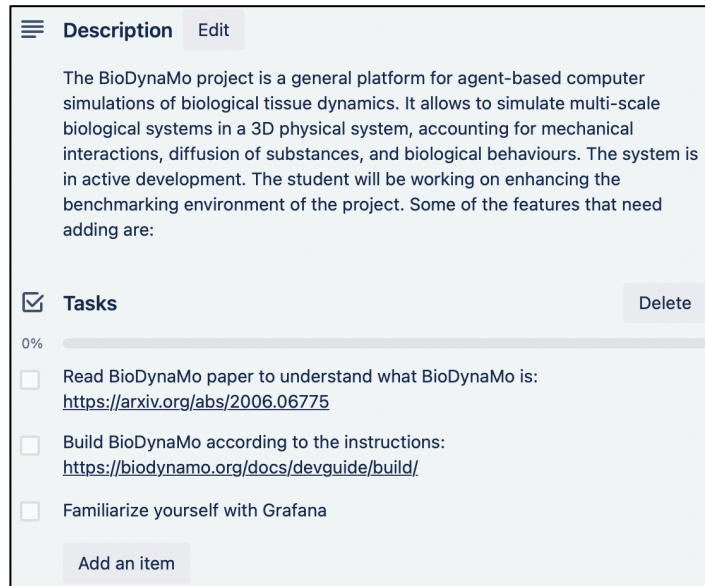 Description Edit
The BioDynaMo project is a general platform for agent-based computer
simulations of biological tissue dynamics. It allows to simulate multi-scale
biological systems in a 3D physical system, accounting for mechanical
interactions, diffusion of substances, and biological behaviours. The system is
in active development. The student will be working on enhancing the
benchmarking environment of the project. Some of the features that need
adding are:
Tasks Delete
0%
Read BioDynaMo paper to understand what BioDynaMo is:
https://arxiv.org/abs/2006.06775
Build BioDynaMo according to the instructions:
https://biodynamo.org/docs/devguide/build/
Familiarize yourself with Grafana
Add an item